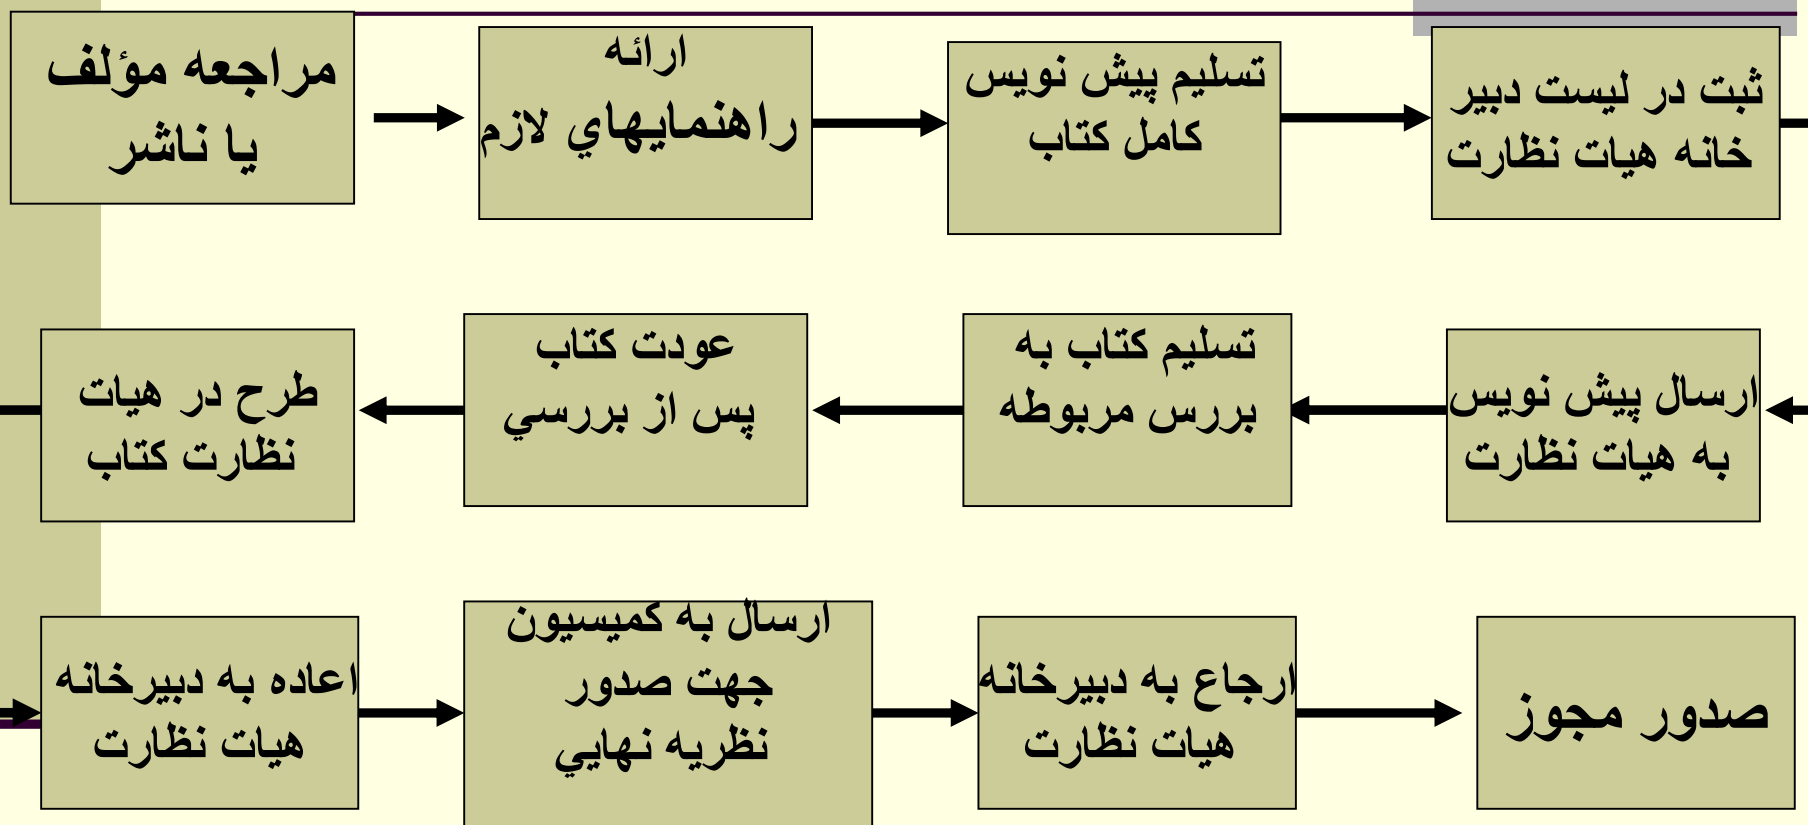 مراجعه مؤلف
يا ناشر
ارائه
راهنمايهاي لازم
تسليم پيش نويس
كامل كتاب
ثبت در ليست دبير
خانه هيات نظارت
ارسال پيش نويس
به هيات نظارت
تسليم كتاب به
بررس مربوطه
عودت كتاب
پس از بررسي
طرح در هيات
نظارت كتاب
اعاده به دبيرخانه
هيات نظارت
ارسال به كميسيون
جهت صدور
نظريه نهايي
ارجاع به دبيرخانه
هيات نظارت
صدور مجوز